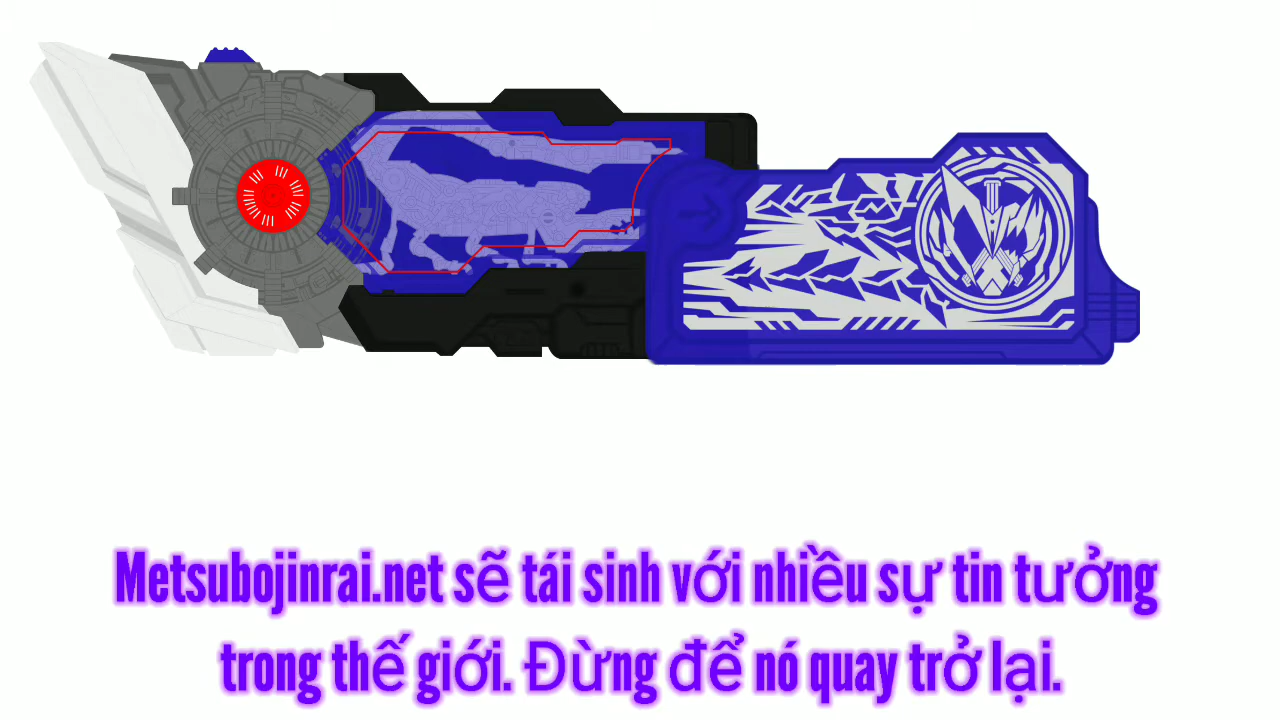 Metsubojinrai.net sẽ tái sinh với nhiều sự tin tưởng
trong thế giới. Đừng để nó quay trở lại.